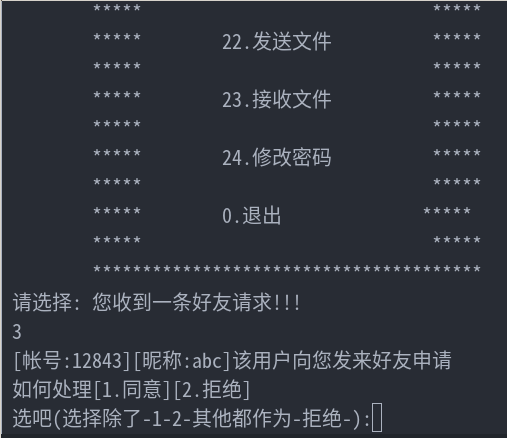 *****                             *****
*****        22.发送文件          *****
*****                             *****
*****        23.接收文件          *****
*****                             *****
*****        24.修改密码          *****
*****                             *****
*****        0.退出              *****
*****                             *****
***************************************
请选择: 您收到一条好友请求!!!
3
[帐号:12843][昵称:abc]该用户向您发来好友申请
如何处理[1.同意][2.拒绝]
选吧(选择除了-1-2-其他都作为-拒绝-):